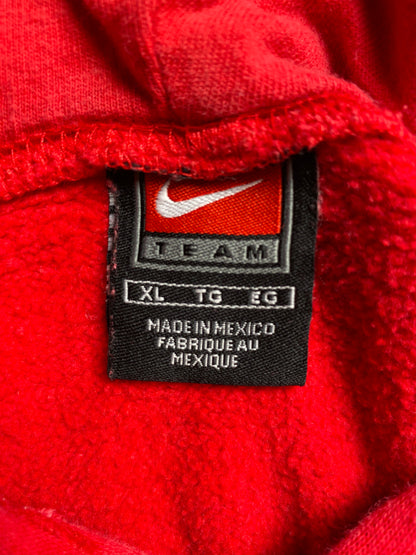 TEAM
XL TG EG
MADE IN MEXICO
FABRIQUE AU
MEXIQUE